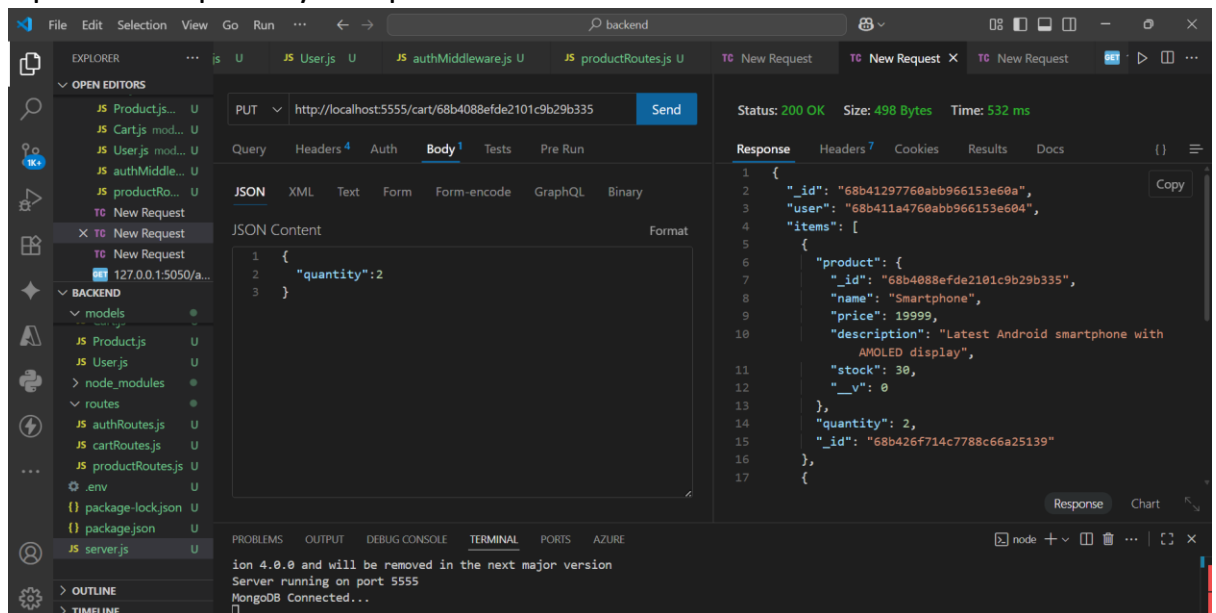 File Edit Selection View Go Run ... backend
EXPLORER ... js U JS User.js U JS authMiddleware.js U JS productRoutes.js U TC New Request TC New Request × TC New Request GET ...
OPEN EDITORS
JS Product.js... U
JS Cart.js mod... U
JS User.js mod... U
JS authMiddle... U
JS productRo... U
TC New Request
× TC New Request
TC New Request
GET 127.0.0.1:5050/a...
1K+
BACKEND
models
JS Product.js U
JS User.js U
> node_modules
routes
JS authRoutes.js U
JS cartRoutes.js U
JS productRoutes.js U
.env U
{} package-lock.json U
{} package.json U
JS server.js U
> OUTLINE
> TIMELINE
PUT http://localhost:5555/cart/68b4088efde2101c9b29b335 Send
Query Headers 4 Auth Body 1 Tests Pre Run
JSON XML Text Form Form-encode GraphQL Binary
JSON Content Format
1 {
2 "quantity":2
3 }
Status: 200 OK Size: 498 Bytes Time: 532 ms
Response Headers 7 Cookies Results Docs {}
Copy
1 {
2 "_id": "68b41297760abb966153e60a",
3 "user": "68b411a4760abb966153e604",
4 "items": [
5 {
6 "product": {
7 "_id": "68b4088efde2101c9b29b335",
8 "name": "Smartphone",
9 "price": 19999,
10 "description": "Latest Android smartphone with
AMOLED display",
11 "stock": 30,
12 "__v": 0
13 },
14 "quantity": 2,
15 "_id": "68b426f714c7788c66a25139"
16 },
17 {
Response Chart
PROBLEMS OUTPUT DEBUG CONSOLE TERMINAL PORTS AZURE node
ion 4.0.0 and will be removed in the next major version
Server running on port 5555
MongoDB Connected...